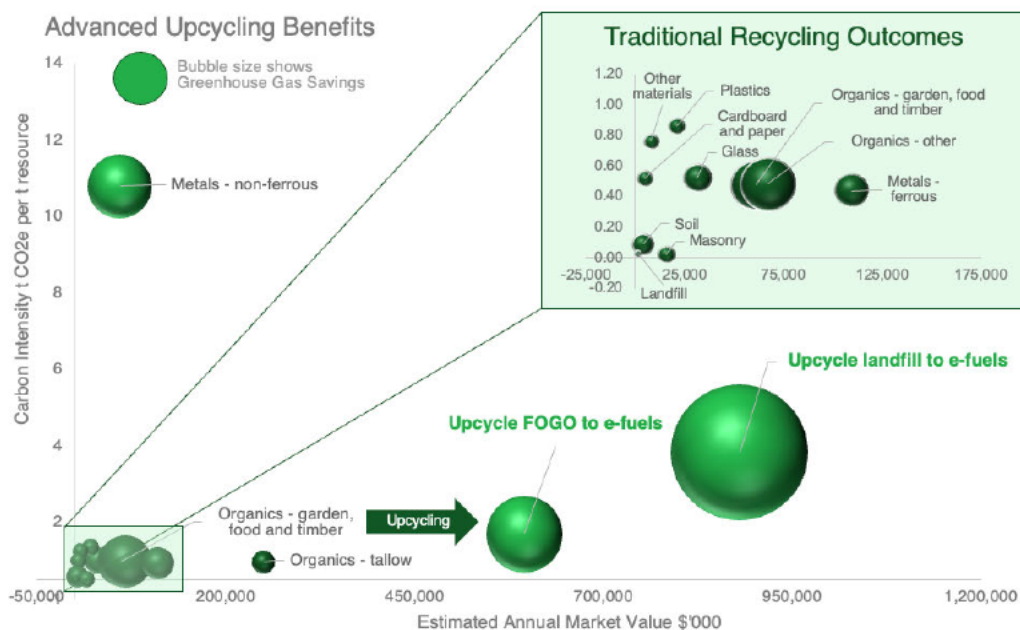 Advanced Upcycling Benefits
Bubble size shows
Greenhouse Gas Savings
14
12
10
8
6
4
2
Carbon Intensity t CO2e per t resource
Metals - non-ferrous
Traditional Recycling Outcomes
1.20
1.00
0.80
0.60
0.40
0.20
0.00
-0.20
Other
materials
Plastics
Cardboard
and paper
Glass
Organics - garden, food
and timber
Organics - other
Metals -
ferrous
Soil
Masonry
Landfill
-25,000
25,000
75,000
125,000
175,000
Upcycle landfill to e-fuels
Upcycle FOGO to e-fuels
Organics - garden,
food and timber
Upcycling
Organics - tallow
-50,000
200,000
450,000
700,000
950,000
1,200,000
Estimated Annual Market Value $'000